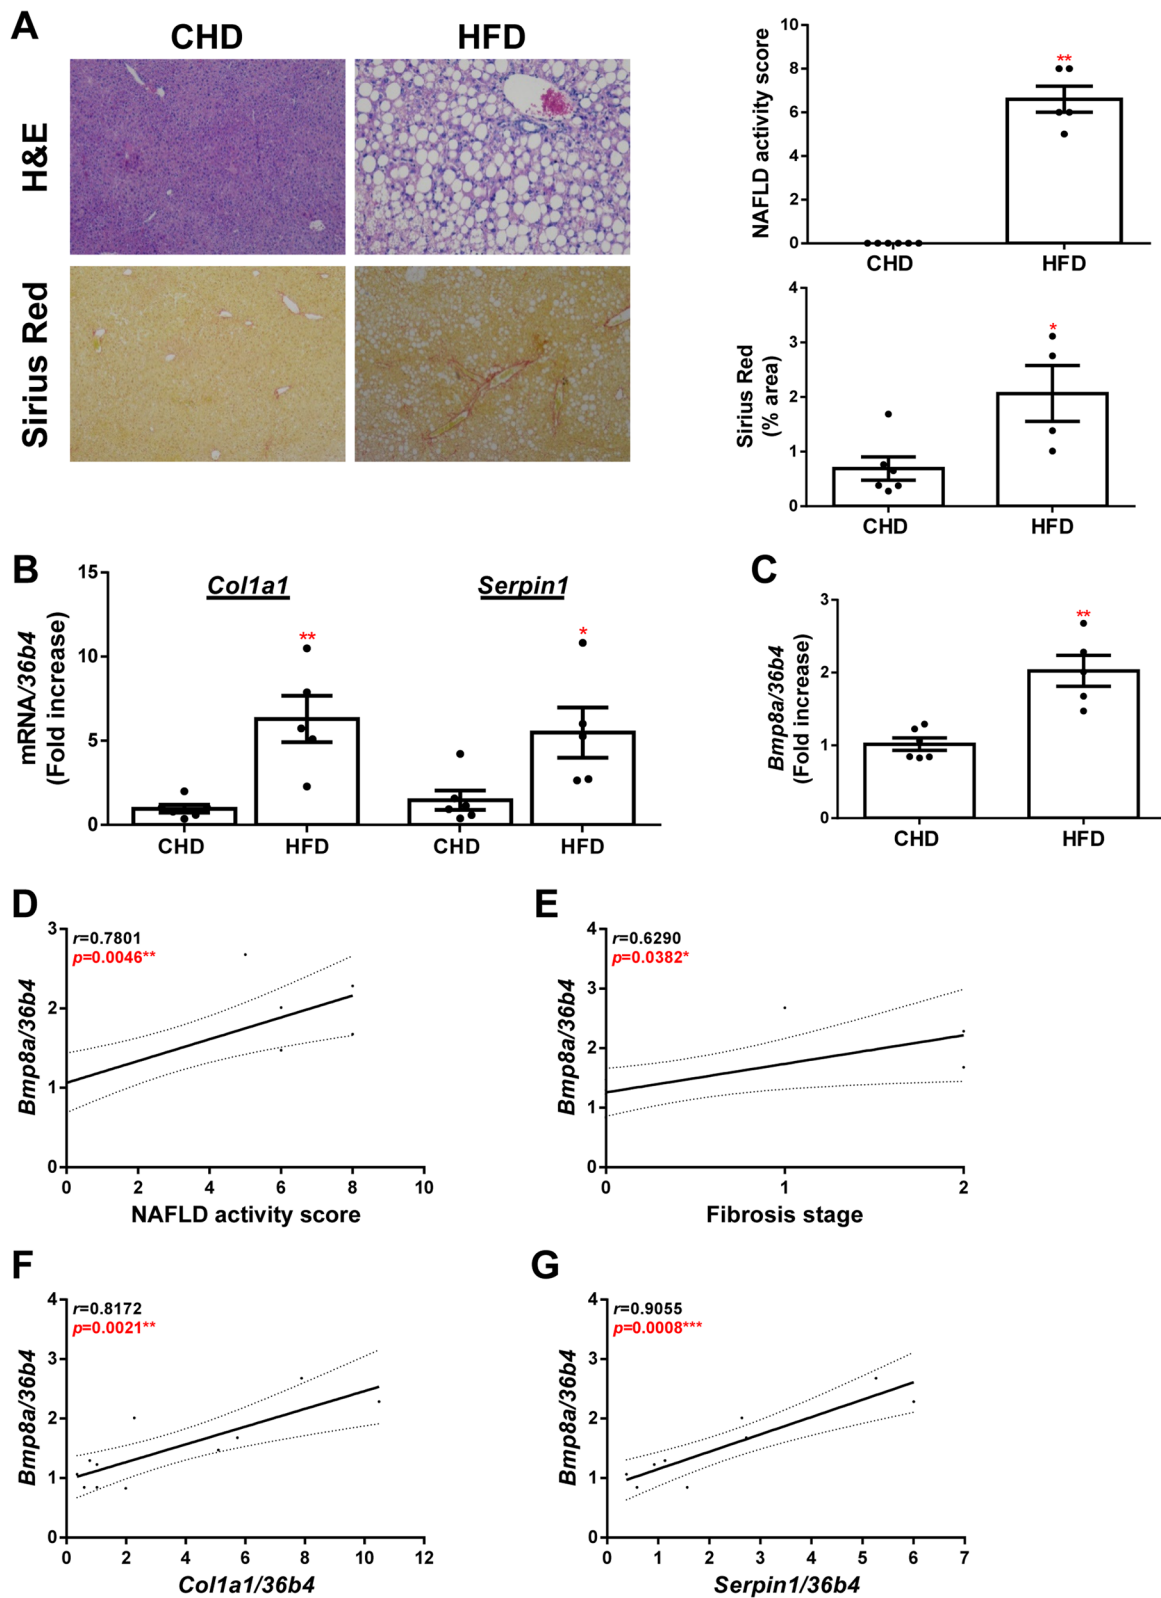 A
CHD
HFD
H&E
Sirius Red
NAFLD activity score
10
8
6
4
2
0
**
CHD
HFD
Sirius Red
(% area)
4
3
2
1
0
*
CHD
HFD
B
mRNA/36b4
(Fold increase)
15
10
5
0
Col1a1
Serpin1
**
*
CHD
HFD
CHD
HFD
C
Bmp8a/36b4
(Fold increase)
3
2
1
0
**
CHD
HFD
D
Bmp8a/36b4
3
2
1
0
r=0.7801
p=0.0046**
0
2
4
6
8
10
NAFLD activity score
E
Bmp8a/36b4
4
3
2
1
0
r=0.6290
p=0.0382*
0
1
2
Fibrosis stage
F
Bmp8a/36b4
4
3
2
1
0
r=0.8172
p=0.0021**
0
2
4
6
8
10
12
Col1a1/36b4
G
Bmp8a/36b4
4
3
2
1
0
r=0.9055
p=0.0008***
0
1
2
3
4
5
6
7
Serpin1/36b4